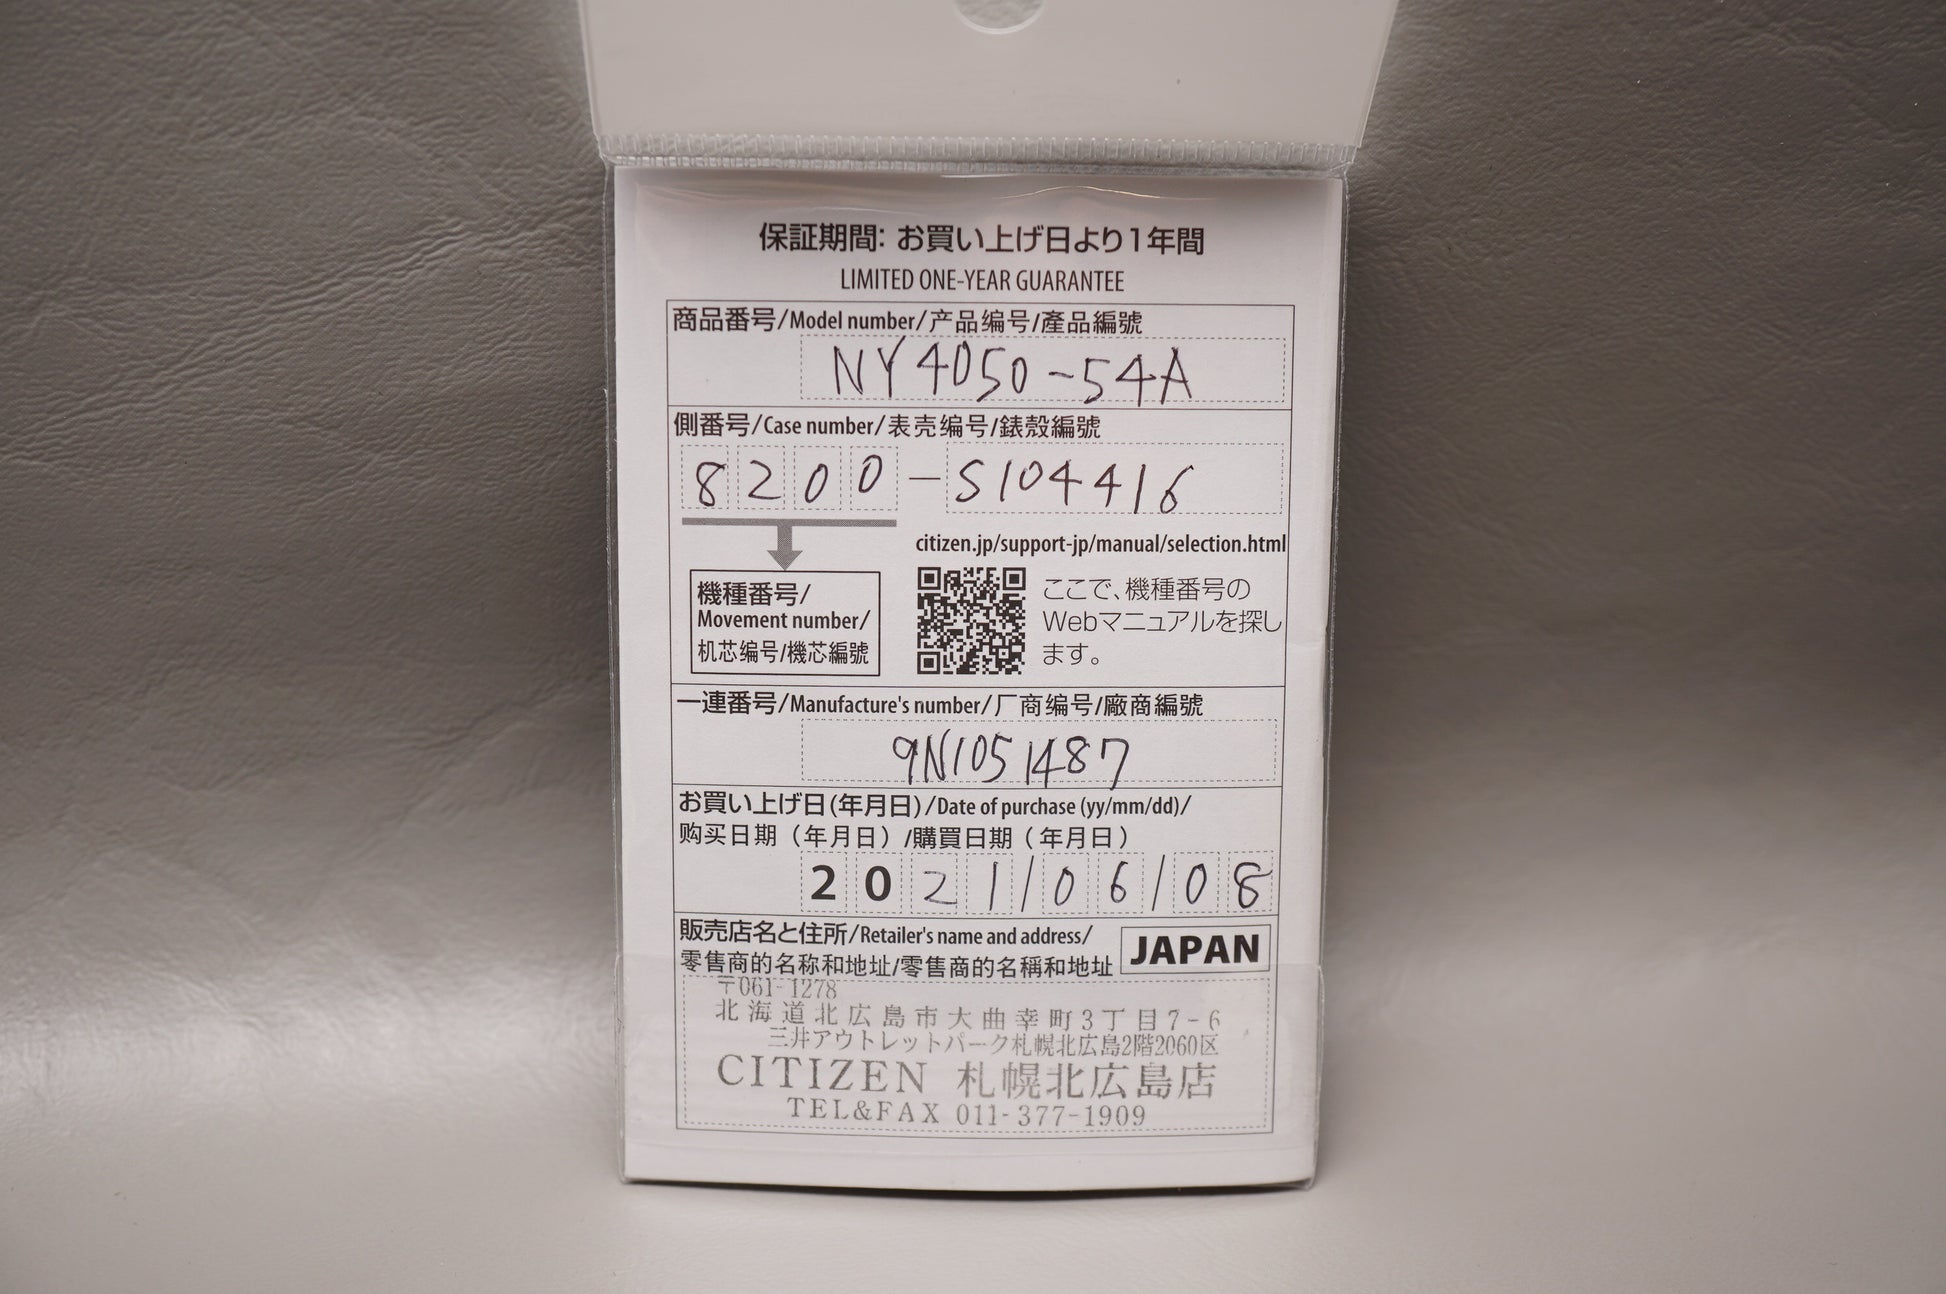 保証期間: お買い上げ日より1年間
LIMITED ONE-YEAR GUARANTEE
商品番号/Model number/产品编号/產品編號
NY4050-54A
側番号/Case number/表壳编号/錶殼編號
8200-S104416
citizen.jp/support-jp/manual/selection.html
機種番号/
Movement number/
机芯编号/機芯編號
ここで、機種番号の
Webマニュアルを探し
ます。
一連番号/Manufacture's number/厂商编号/廠商編號
9N1051487
お買い上げ日(年月日)/Date of purchase (yy/mm/dd)/
购买日期（年月日）/購買日期（年月日）
2021/06/08
販売店名と住所/Retailer's name and address/
零售商的名称和地址/零售商的名稱和地址
JAPAN
〒061-1278
北海道北広島市大曲幸町3丁目7-6
三井アウトレットパーク札幌北広島2階2060区
CITIZEN 札幌北広島店
TEL&FAX 011-377-1909